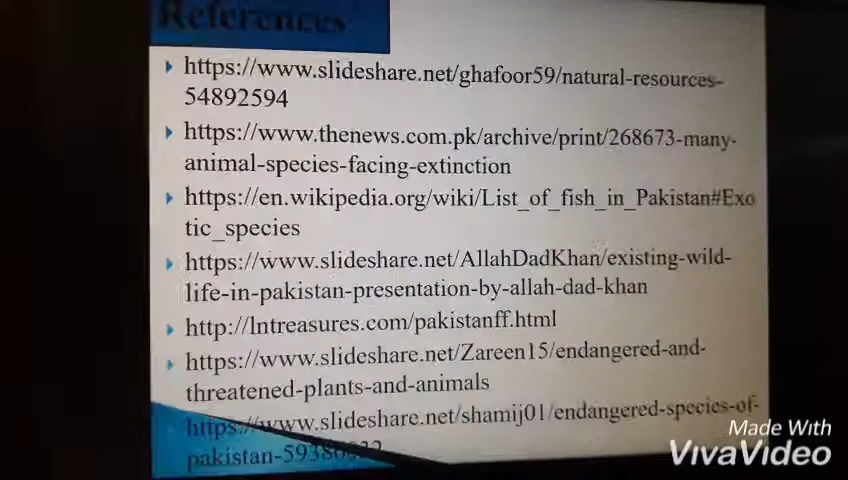 References
https://www.slideshare.net/ghafoor59/natural-resources-
54892594
https://www.thenews.com.pk/archive/print/268673-many-
animal-species-facing-extinction
https://en.wikipedia.org/wiki/List_of_fish_in_Pakistan#Exo
tic_species
https://www.slideshare.net/AllahDadKhan/existing-wild-
life-in-pakistan-presentation-by-allah-dad-khan
http://lntreasures.com/pakistanff.html
https://www.slideshare.net/Zareen15/endangered-and-
threatened-plants-and-animals
https://www.slideshare.net/shamij01/endangered-species-of-
Made With
VivaVideo